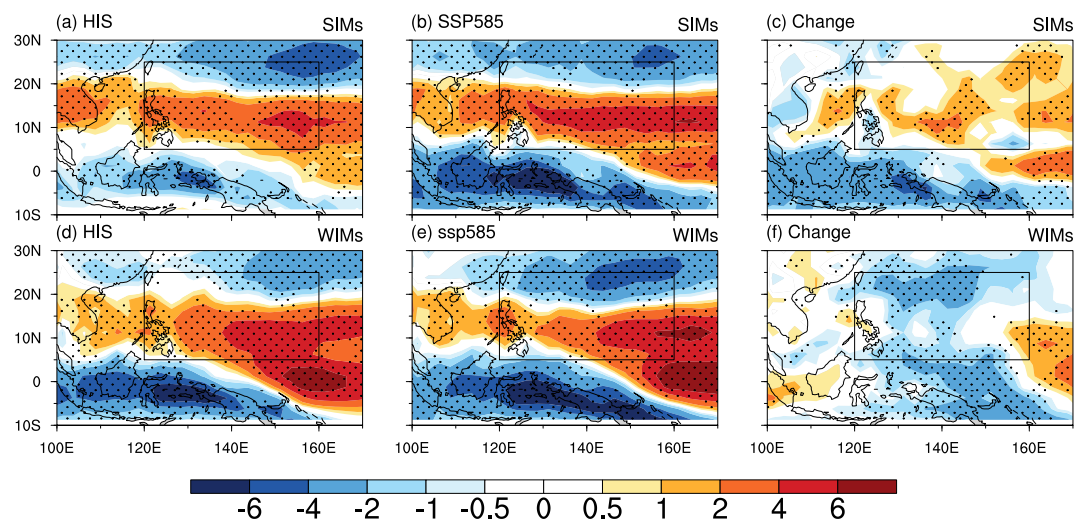 (a) HIS SIMs (b) SSP585 SIMs (c) Change SIMs
30N
20N
10N
0
10S
(d) HIS WIMs (e) ssp585 WIMs (f) Change WIMs
30N
20N
10N
0
10S
100E 120E 140E 160E 100E 120E 140E 160E 100E 120E 140E 160E
-6 -4 -2 -1 -0.5 0 0.5 1 2 4 6